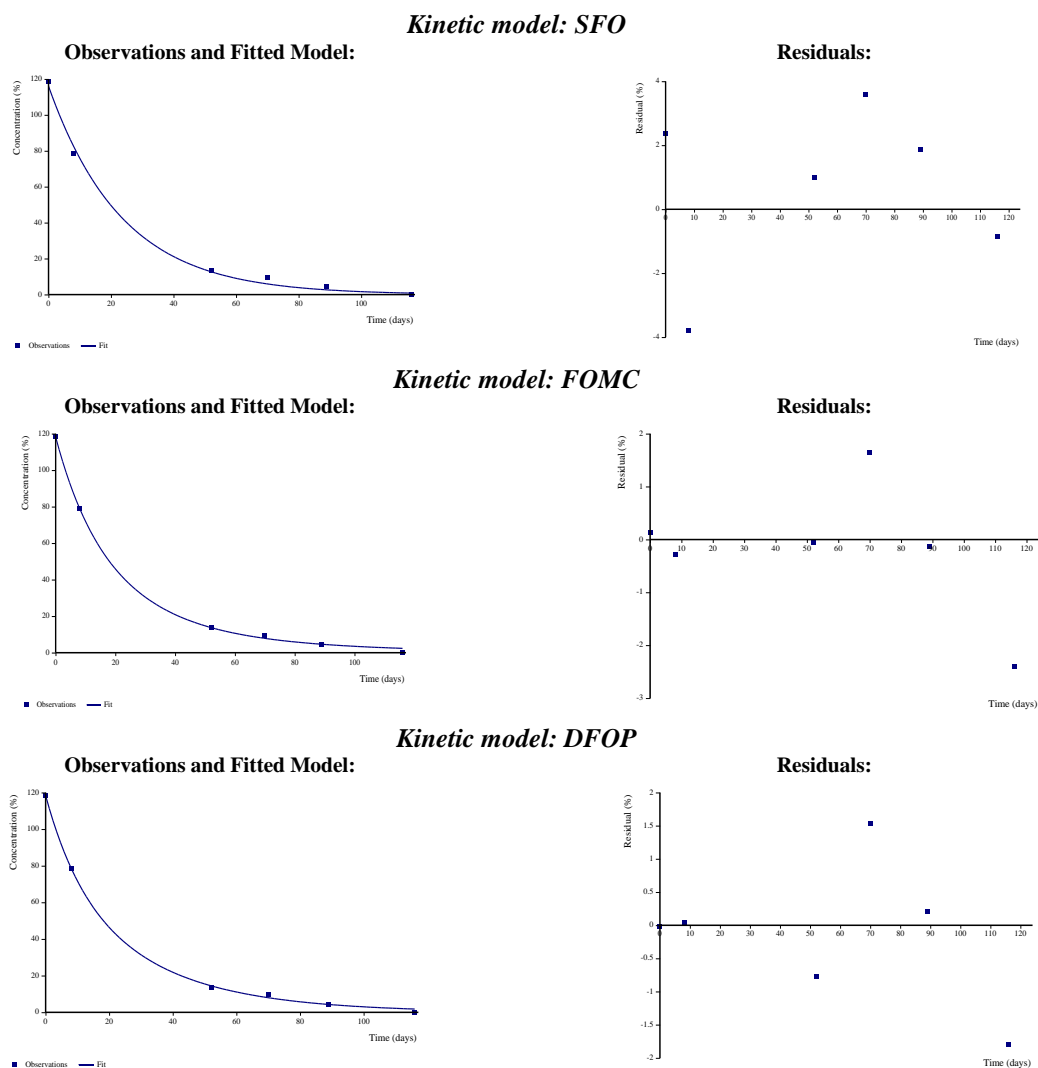 Kinetic model: SFO
Observations and Fitted Model:
Residuals:
Concentration (%)
120
100
80
60
40
20
0
0 20 40 60 80 100
Time (days)
Observations Fit
Residual (%)
4
2
0
-2
-4
0 10 20 30 40 50 60 70 80 90 100 110 120
Time (days)
Kinetic model: FOMC
Observations and Fitted Model:
Residuals:
Concentration (%)
120
100
80
60
40
20
0
0 20 40 60 80 100
Time (days)
Observations Fit
Residual (%)
2
1
0
-1
-2
-3
0 10 20 30 40 50 60 70 80 90 100 110 120
Time (days)
Kinetic model: DFOP
Observations and Fitted Model:
Residuals:
Concentration (%)
120
100
80
60
40
20
0
0 20 40 60 80 100
Time (days)
Observations Fit
Residual (%)
2
1.5
1
0.5
0
-0.5
-1
-1.5
-2
0 10 20 30 40 50 60 70 80 90 100 110 120
Time (days)